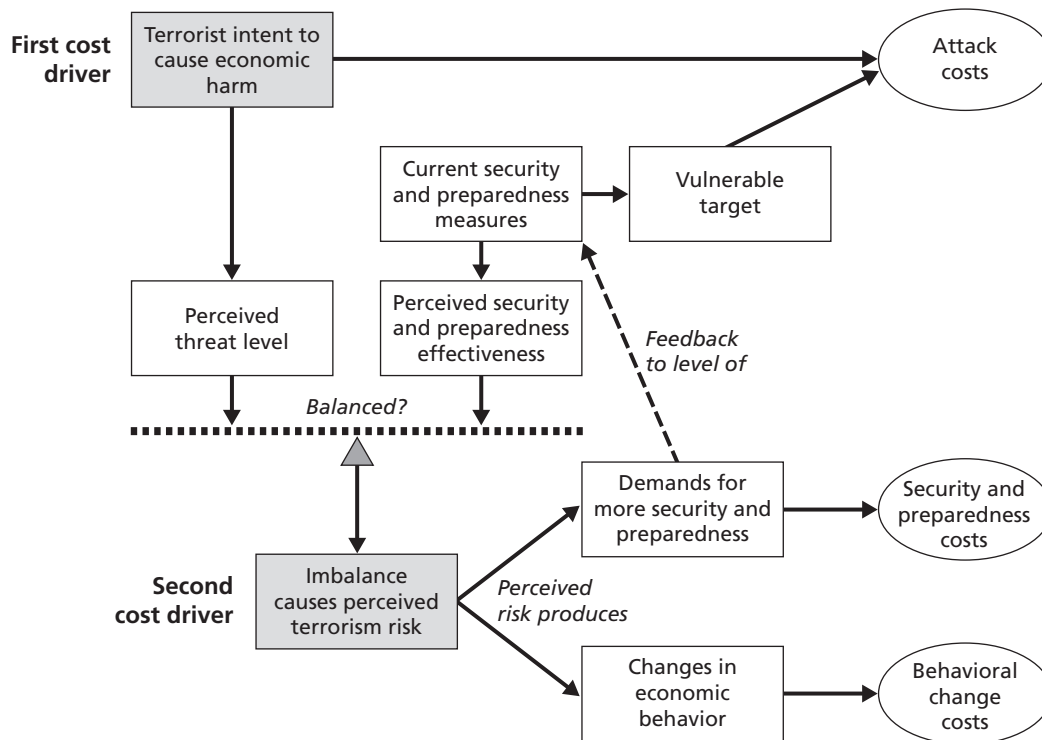 First cost
driver
Terrorist intent to
cause economic
harm
Attack
costs
Current security
and preparedness
measures
Vulnerable
target
Perceived
threat level
Perceived security
and preparedness
effectiveness
Feedback
to level of
Balanced?
Demands for
more security and
preparedness
Security and
preparedness
costs
Second
cost driver
Imbalance
causes perceived
terrorism risk
Perceived
risk produces
Changes in
economic
behavior
Behavioral
change
costs